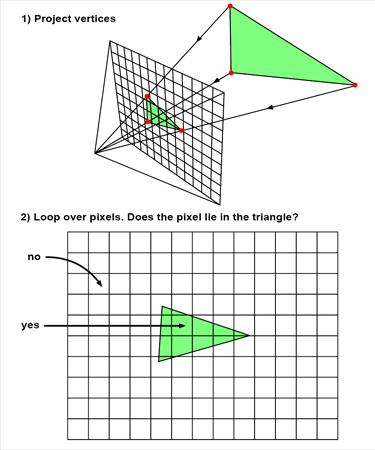 1) Project vertices
2) Loop over pixels. Does the pixel lie in the triangle?
no
yes